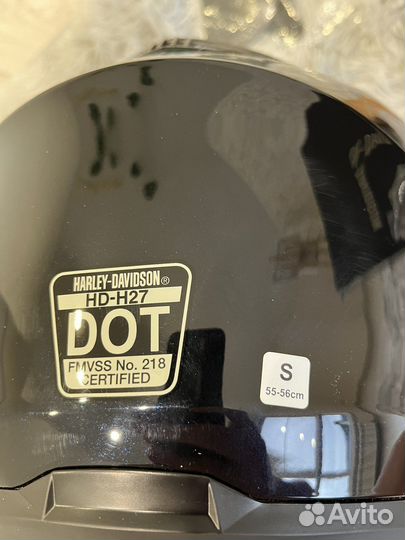 HARLEY-DAVIDSON®
HD-H27
DOT
FMVSS No. 218
CERTIFIED
S
55-56cm
Avito